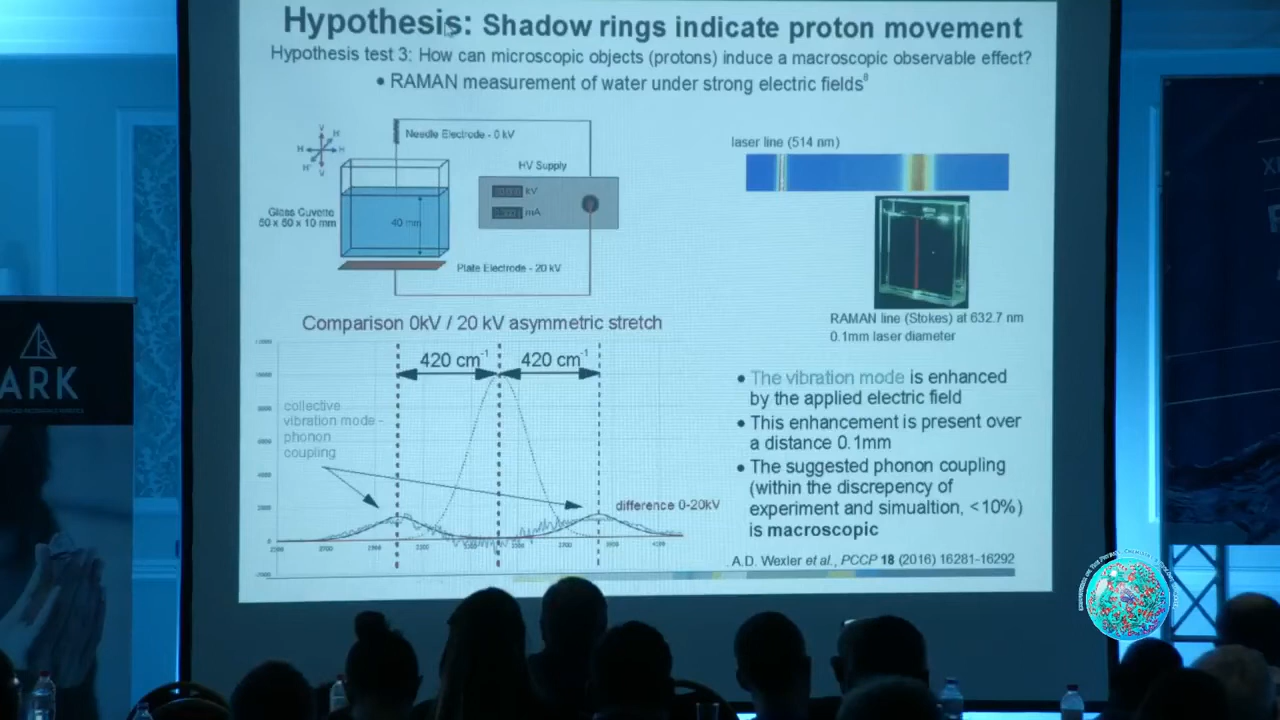 Hypothesis: Shadow rings indicate proton movement
Hypothesis test 3: How can microscopic objects (protons) induce a macroscopic observable effect?
• RAMAN measurement of water under strong electric fields
Needle Electrode - 0 kV
HV Supply
kV
mA
V
H
H
V
Glass Cuvette
50 x 50 x 10 mm
40 mm
Plate Electrode - 20 kV
laser line (514 nm)
RAMAN line (Stokes) at 632.7 nm
0.1mm laser diameter
Comparison 0kV / 20 kV asymmetric stretch
420 cm-1
420 cm-1
collective
vibration mode -
phonon
coupling
difference 0-20kV
• The vibration mode is enhanced
by the applied electric field
• This enhancement is present over
a distance 0.1mm
• The suggested phonon coupling
(within the discrepency of
experiment and simualtion, <10%)
is macroscopic
A.D. Wexler et al., PCCP 18 (2016) 16281-16292
ARK